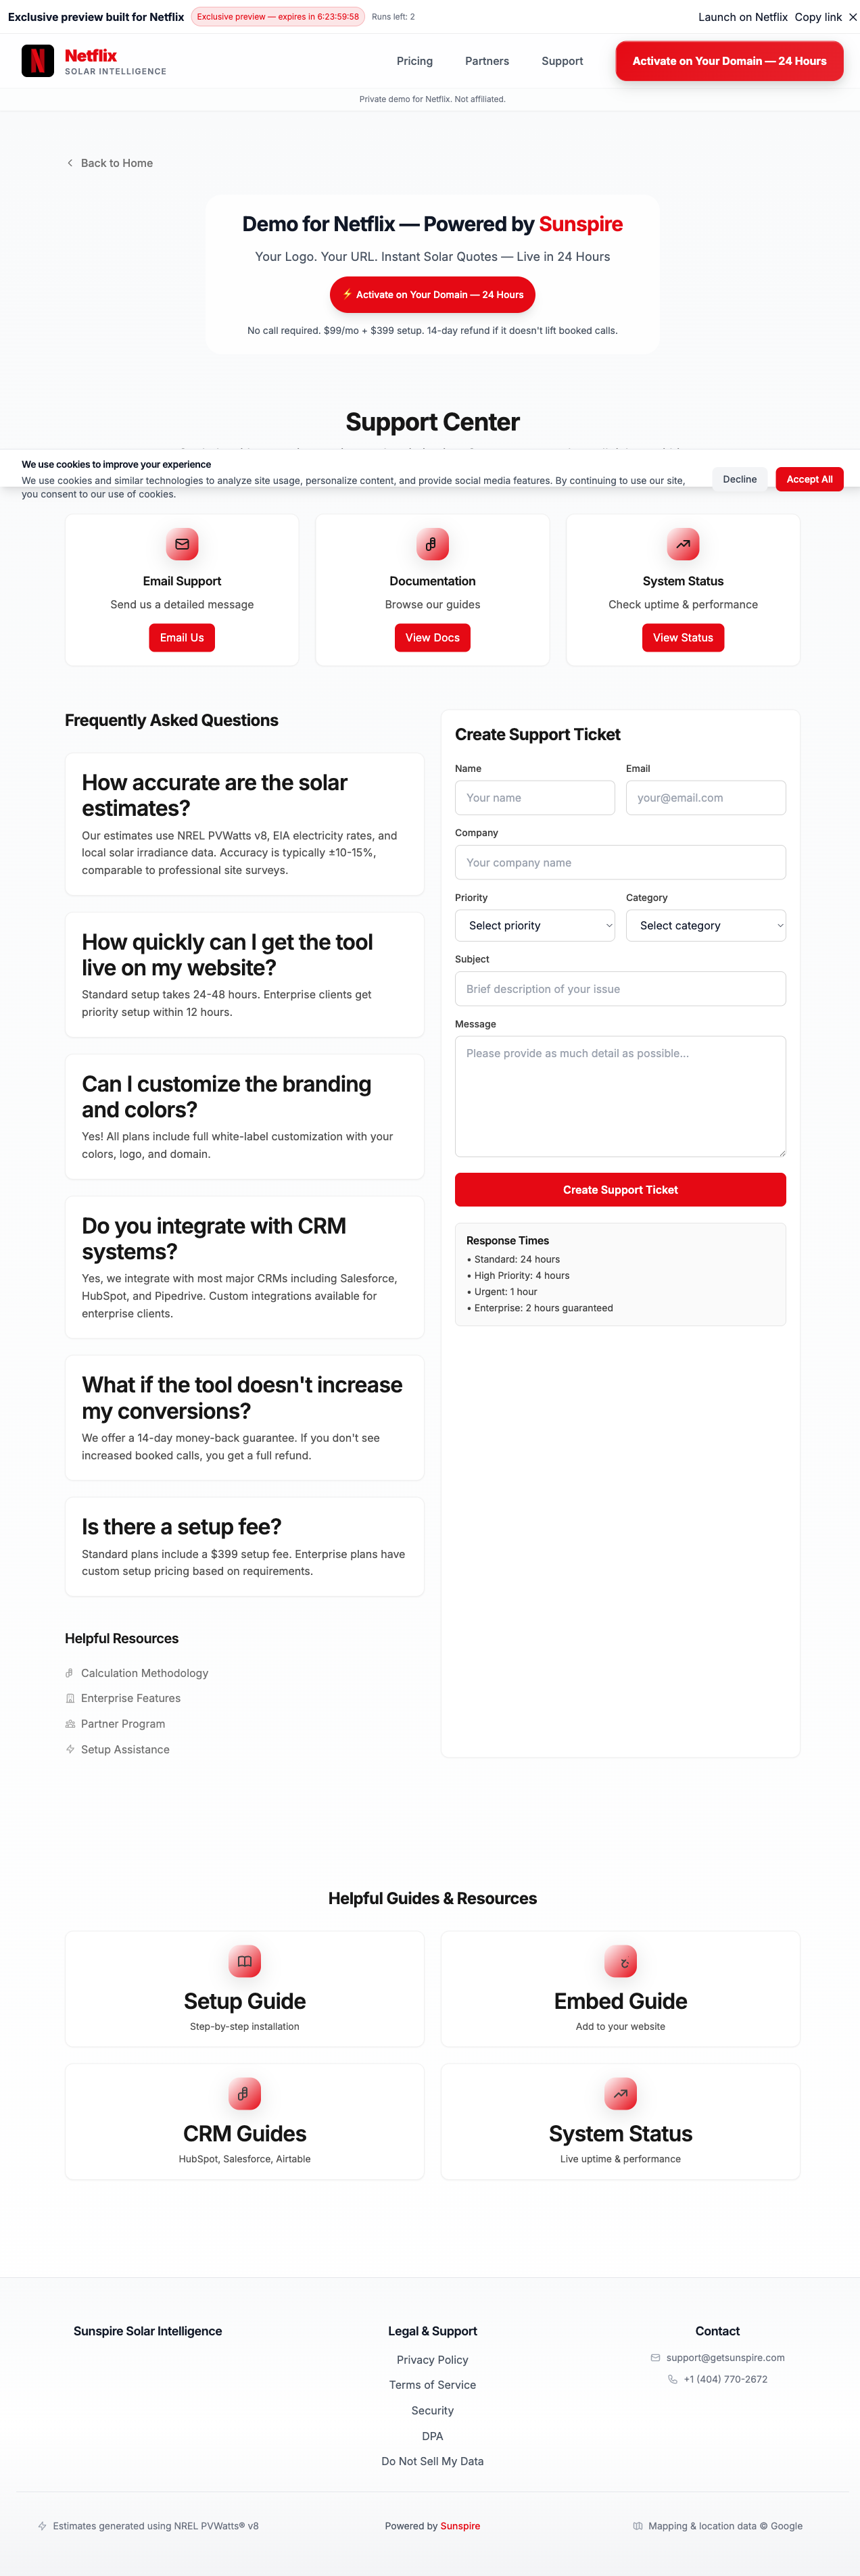 Exclusive preview built for Netflix
Exclusive preview — expires in 6:23:59:58
Runs left: 2
Launch on Netflix
Copy link
Netflix
SOLAR INTELLIGENCE
Pricing
Partners
Support
Activate on Your Domain — 24 Hours
Private demo for Netflix. Not affiliated.
Back to Home
Demo for Netflix — Powered by Sunspire
Your Logo. Your URL. Instant Solar Quotes — Live in 24 Hours
⚡ Activate on Your Domain — 24 Hours
No call required. $99/mo + $399 setup. 14-day refund if it doesn't lift booked calls.
Support Center
We use cookies to improve your experience
We use cookies and similar technologies to analyze site usage, personalize content, and provide social media features. By continuing to use our site,
you consent to our use of cookies.
Decline
Accept All
Email Support
Send us a detailed message
Email Us
Documentation
Browse our guides
View Docs
System Status
Check uptime & performance
View Status
Frequently Asked Questions
How accurate are the solar
estimates?
Our estimates use NREL PVWatts v8, EIA electricity rates, and
local solar irradiance data. Accuracy is typically ±10-15%,
comparable to professional site surveys.
How quickly can I get the tool
live on my website?
Standard setup takes 24-48 hours. Enterprise clients get
priority setup within 12 hours.
Can I customize the branding
and colors?
Yes! All plans include full white-label customization with your
colors, logo, and domain.
Do you integrate with CRM
systems?
Yes, we integrate with most major CRMs including Salesforce,
HubSpot, and Pipedrive. Custom integrations available for
enterprise clients.
What if the tool doesn't increase
my conversions?
We offer a 14-day money-back guarantee. If you don't see
increased booked calls, you get a full refund.
Is there a setup fee?
Standard plans include a $399 setup fee. Enterprise plans have
custom setup pricing based on requirements.
Helpful Resources
Calculation Methodology
Enterprise Features
Partner Program
Setup Assistance
Create Support Ticket
Name
Email
Your name
your@email.com
Company
Your company name
Priority
Category
Select priority
Select category
Subject
Brief description of your issue
Message
Please provide as much detail as possible...
Create Support Ticket
Response Times
• Standard: 24 hours
• High Priority: 4 hours
• Urgent: 1 hour
• Enterprise: 2 hours guaranteed
Helpful Guides & Resources
Setup Guide
Step-by-step installation
Embed Guide
Add to your website
CRM Guides
HubSpot, Salesforce, Airtable
System Status
Live uptime & performance
Sunspire Solar Intelligence
Legal & Support
Privacy Policy
Terms of Service
Security
DPA
Do Not Sell My Data
Contact
support@getsunspire.com
+1 (404) 770-2672
Estimates generated using NREL PVWatts® v8
Powered by Sunspire
Mapping & location data © Google